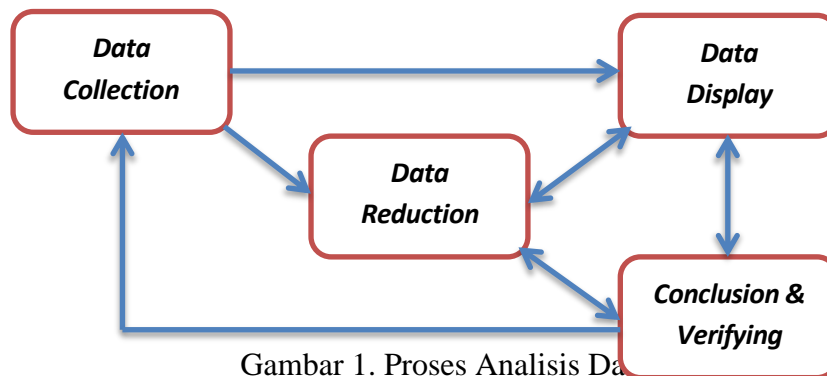 Data
Collection
Data
Display
Data
Reduction
Conclusion &
Verifying
Gambar 1. Proses Analisis Da